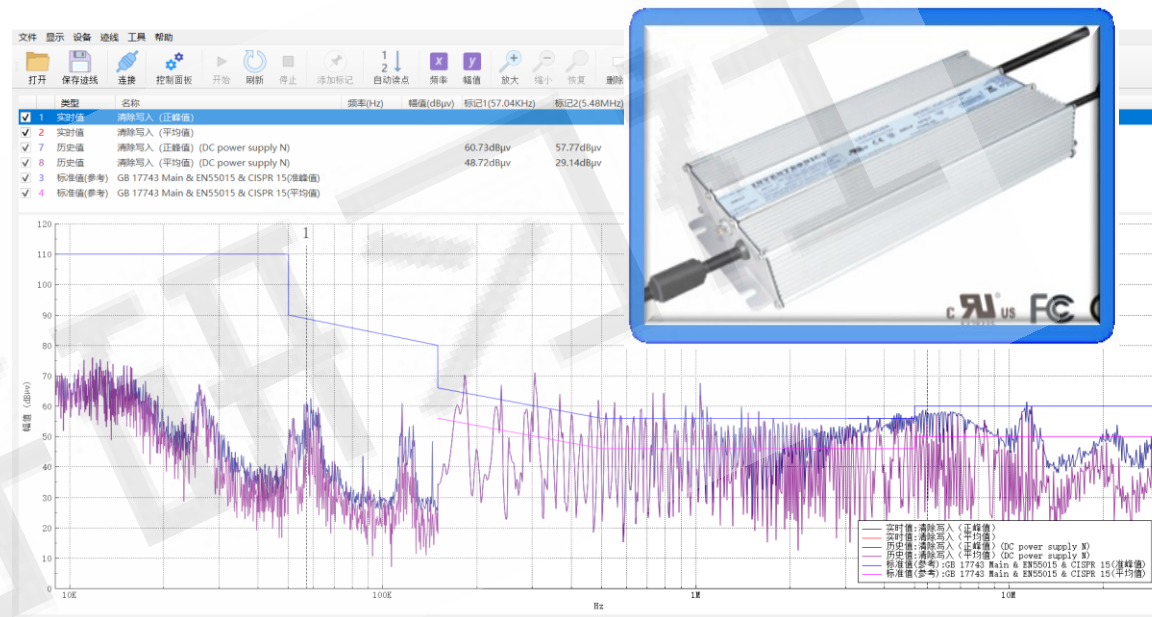 文件 显示 设备 迹线 工具 帮助
打开 保存迹线 连接 控制面板 开始 刷新 停止 添加标记 自动读点 频率 幅值 放大 缩小 恢复 删除
类型 名称 频率(Hz) 幅值(dBμv) 标记1(57.04KHz) 标记2(5.48MHz)
1 实时值 清除写入 (正峰值)
2 实时值 清除写入 (平均值)
7 历史值 清除写入 (正峰值) (DC power supply N) 60.73dBμv 57.77dBμv
8 历史值 清除写入 (平均值) (DC power supply N) 48.72dBμv 29.14dBμv
3 标准值(参考) GB 17743 Main & EN55015 & CISPR 15(准峰值)
4 标准值(参考) GB 17743 Main & EN55015 & CISPR 15(平均值)
INVENTRONICS
C RU US FC
120
110
100
90
80
70
60
50
40
30
20
10
0
幅值 (dBμv)
1
10K 100K 1M 10M
Hz
实时值:清除写入 (正峰值)
实时值:清除写入 (平均值)
历史值:清除写入 (正峰值) (DC power supply N)
历史值:清除写入 (平均值) (DC power supply N)
标准值(参考):GB 17743 Main & EN55015 & CISPR 15(准峰值)
标准值(参考):GB 17743 Main & EN55015 & CISPR 15(平均值)